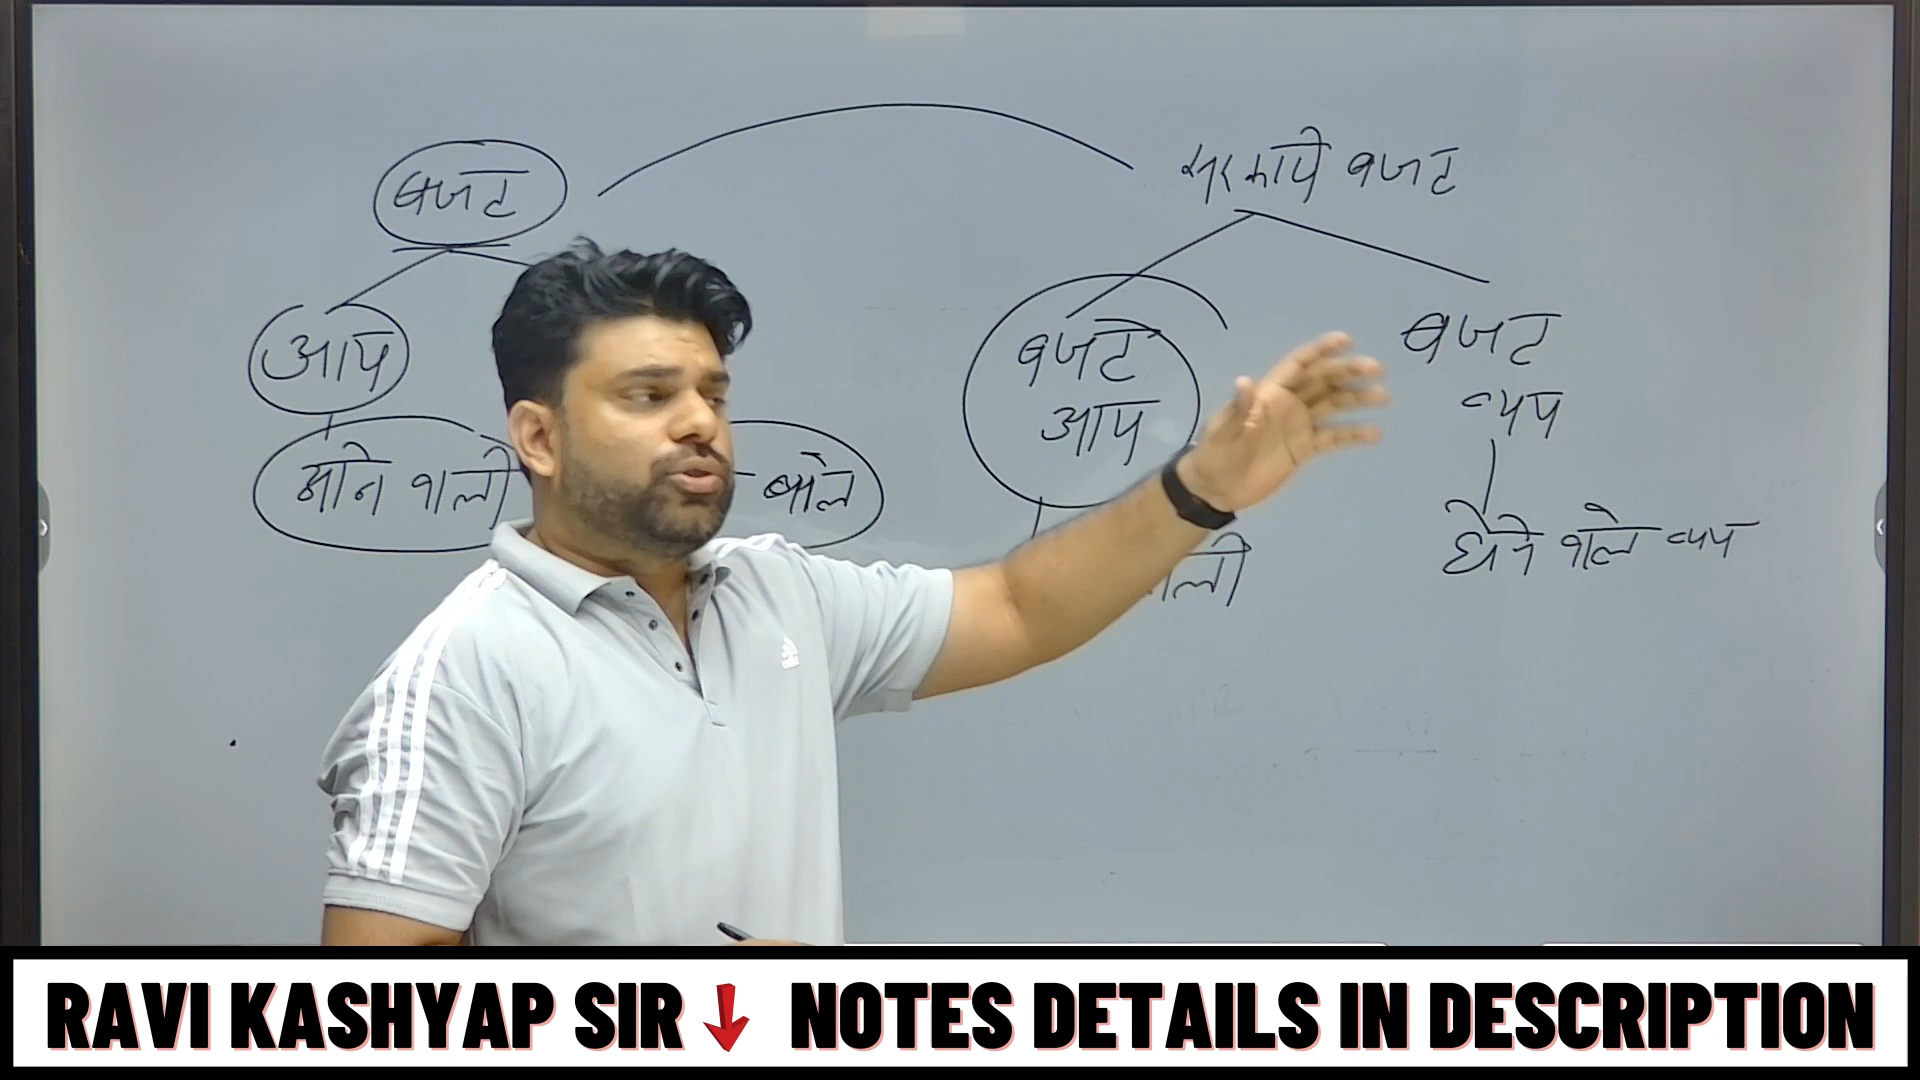 बजट
सरकारी बजट
आय
बजट
आय
बजट
व्यय
वाली
होने वाले व्यय
RAVI KASHYAP SIR NOTES DETAILS IN DESCRIPTION